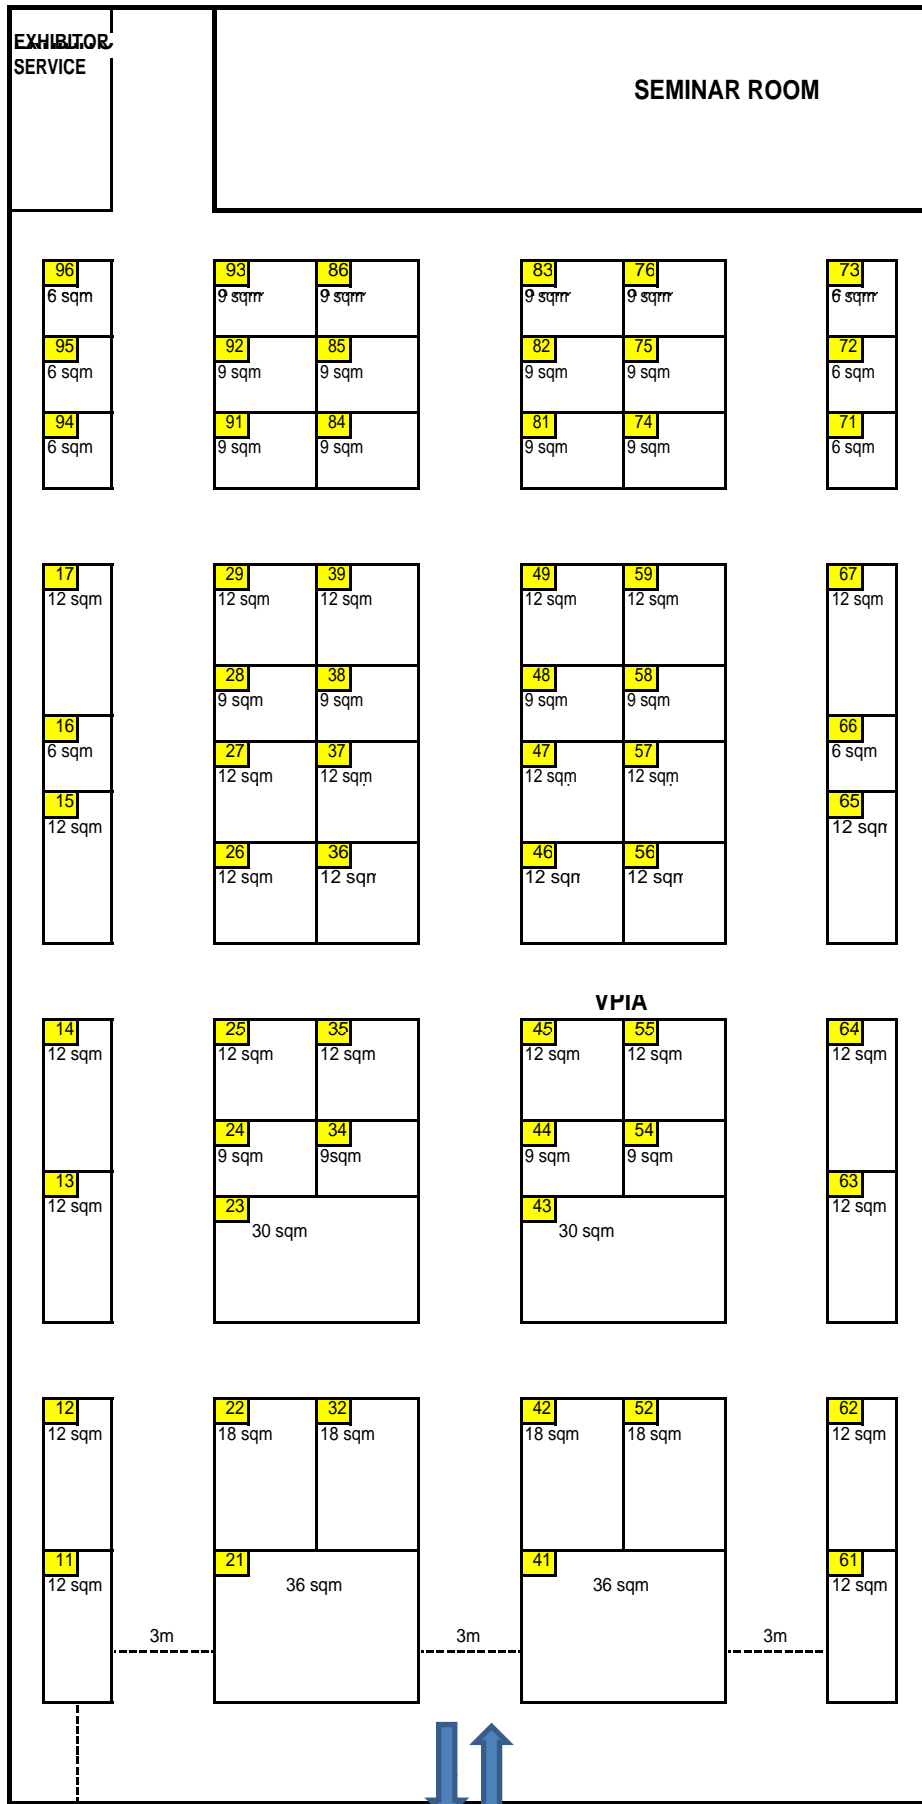 EXHIBITOR
SERVICE
SEMINAR ROOM
96 93 86 83 76 73
6 sqm 9 sqm 9 sqm 9 sqm 9 sqm 6 sqm
95 92 85 82 75 72
6 sqm 9 sqm 9 sqm 9 sqm 9 sqm 6 sqm
94 91 84 81 74 71
6 sqm 9 sqm 9 sqm 9 sqm 9 sqm 6 sqm
17 29 39 49 59 67
12 sqm 12 sqm 12 sqm 12 sqm 12 sqm 12 sqm
28 38 48 58
9 sqm 9 sqm 9 sqm 9 sqm
16 66
6 sqm 6 sqm
27 37 47 57
12 sqm 12 sqm 12 sqm 12 sqm
15 65
12 sqm 12 sqm
26 36 46 56
12 sqm 12 sqm 12 sqm 12 sqm
VPIA
14 25 35 45 55 64
12 sqm 12 sqm 12 sqm 12 sqm 12 sqm 12 sqm
24 34 44 54
9 sqm 9sqm 9 sqm 9 sqm
13 63
12 sqm 12 sqm
23 43
30 sqm 30 sqm
12 22 32 42 52 62
12 sqm 18 sqm 18 sqm 18 sqm 18 sqm 12 sqm
11 21 41 61
12 sqm 36 sqm 36 sqm 12 sqm
3m 3m 3m